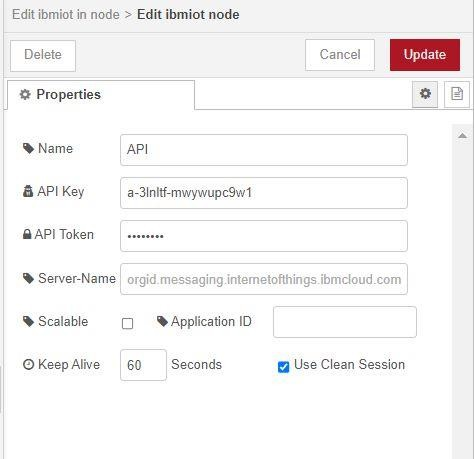 Edit ibmiot in node > Edit ibmiot node
Delete Cancel Update
Properties
Name API
API Key a-3lnltf-mwywupc9w1
API Token ••••••••
Server-Name orgid.messaging.internetofthings.ibmcloud.com
Scalable Application ID
Keep Alive 60 Seconds Use Clean Session